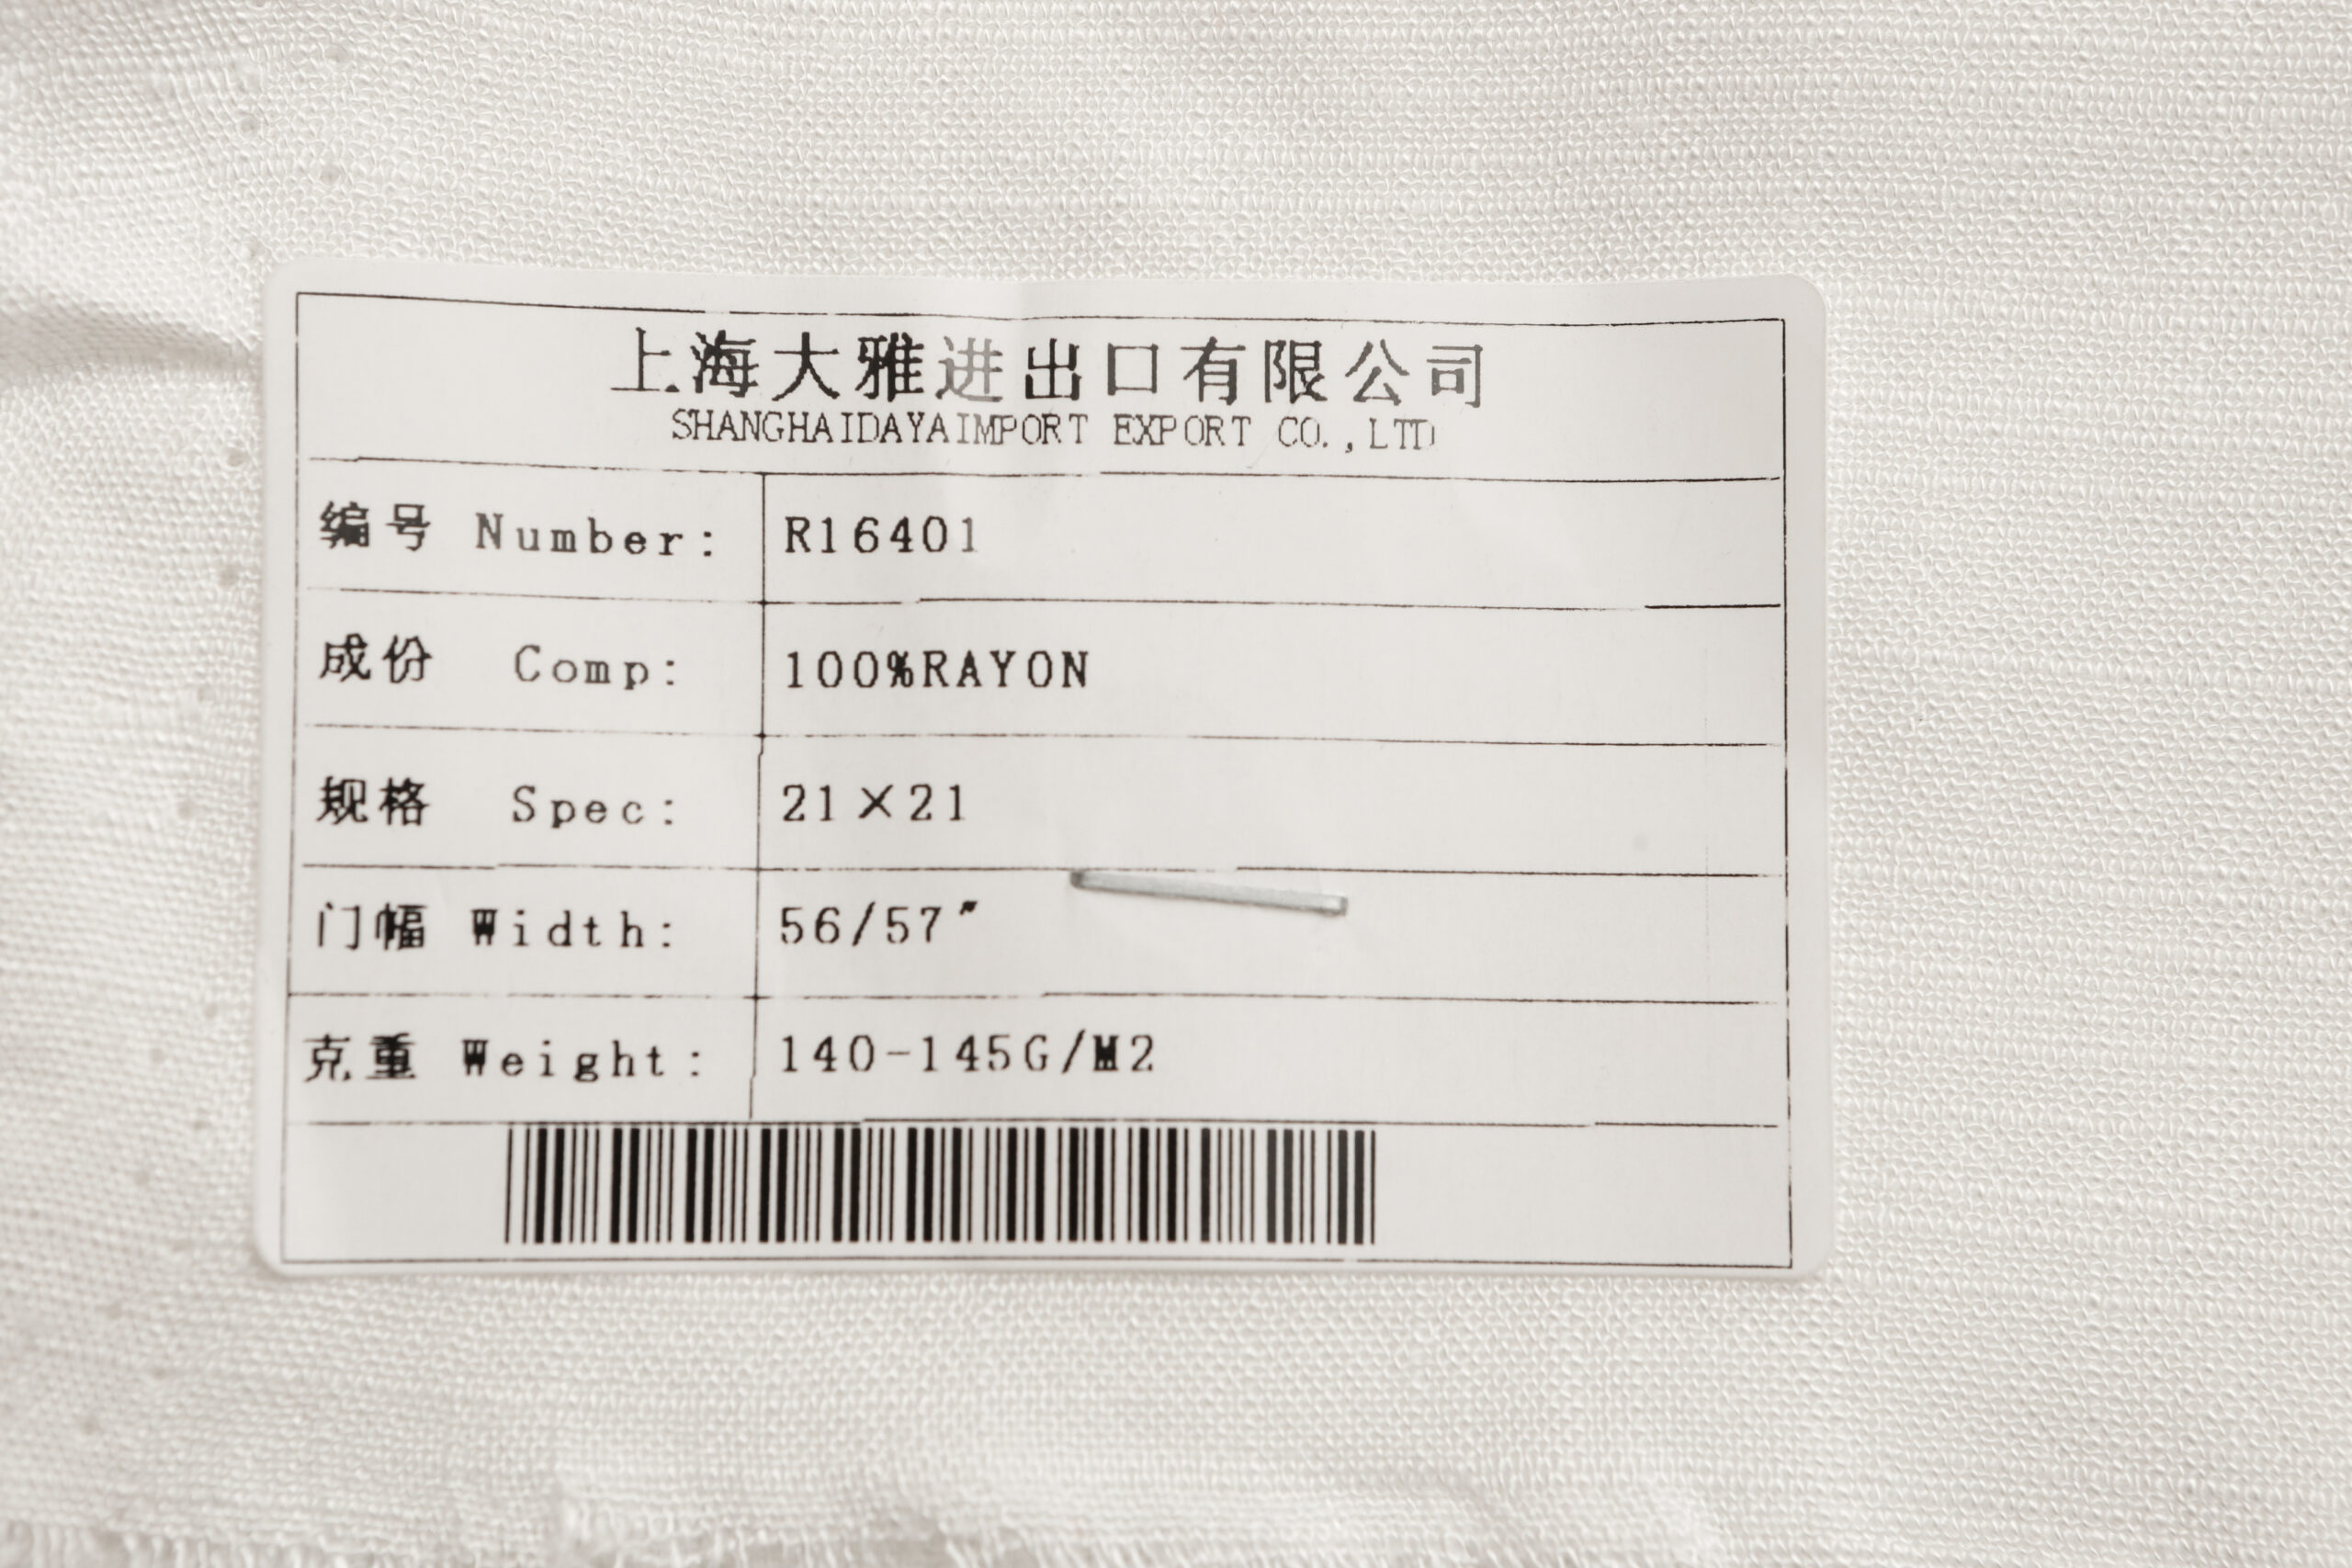 上海大雅进出口有限公司
SHANGHAIDAYAIMPORT EXPORT CO.,LTD
编号 Number: R16401
成份 Comp: 100%RAYON
规格 Spec: 21×21
门幅 Width: 56/57"
克重 Weight: 140-145G/M2